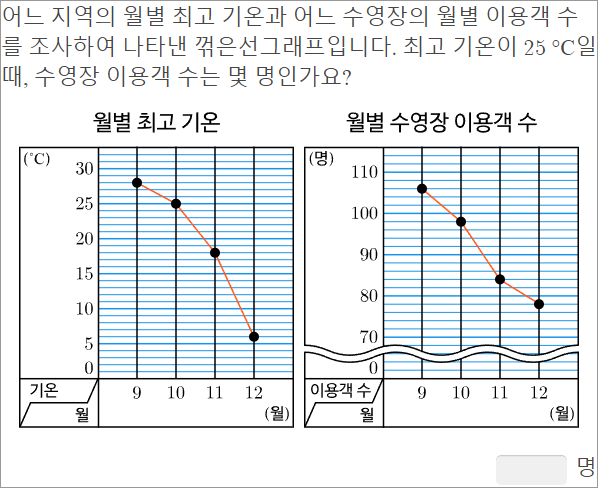 어느 지역의 월별 최고 기온과 어느 수영장의 월별 이용객 수
를 조사하여 나타낸 꺾은선그래프입니다. 최고 기온이 25 °C일
때, 수영장 이용객 수는 몇 명인가요?
월별 최고 기온
(°C)
30
25
20
15
10
5
0
기온
월
9 10 11 12
(월)
월별 수영장 이용객 수
(명)
110
100
90
80
70
0
이용객 수
월
9 10 11 12
(월)
명